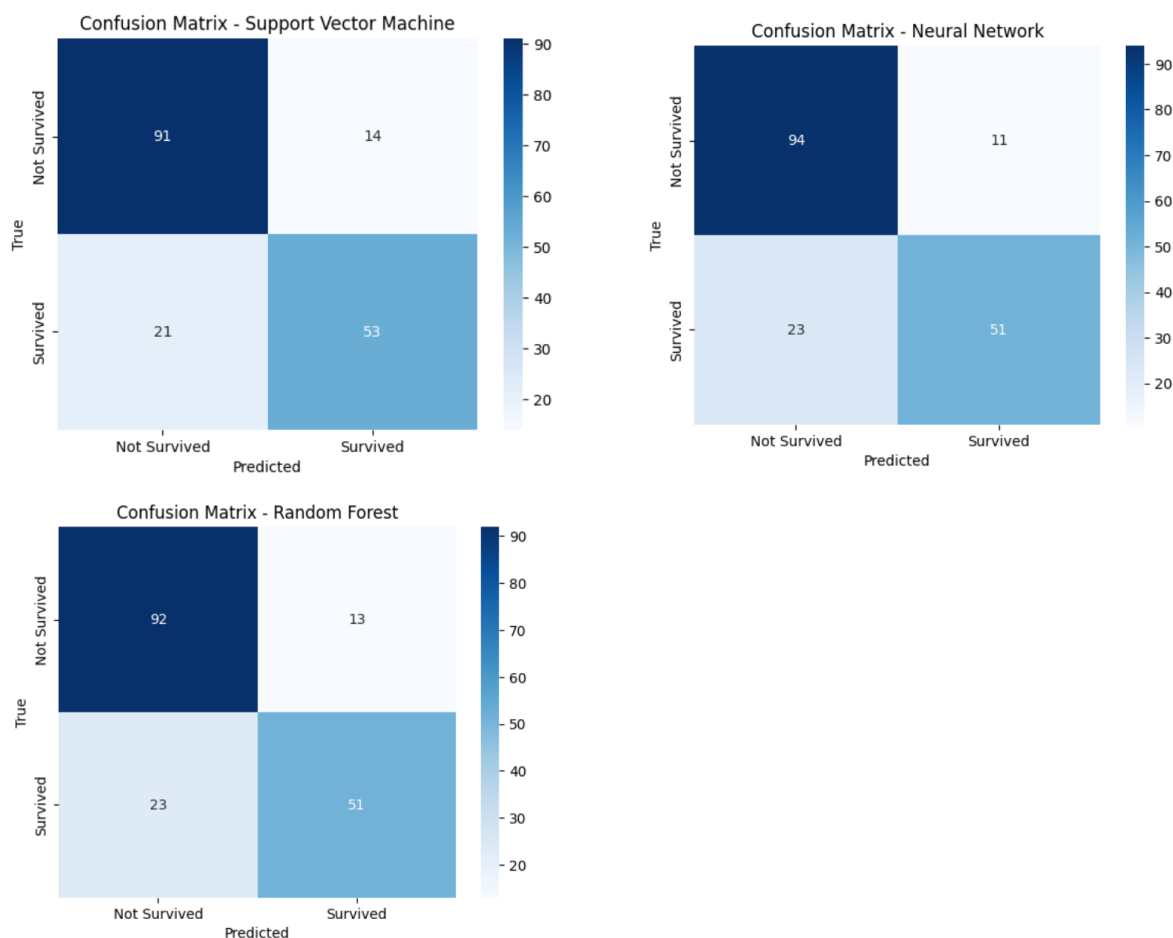 Confusion Matrix - Support Vector Machine
Not Survived
91
14
Survived
21
53
Not Survived
Survived
True
Predicted
90
80
70
60
50
40
30
20
Confusion Matrix - Neural Network
Not Survived
94
11
Survived
23
51
Not Survived
Survived
True
Predicted
90
80
70
60
50
40
30
20
Confusion Matrix - Random Forest
Not Survived
92
13
Survived
23
51
Not Survived
Survived
True
Predicted
90
80
70
60
50
40
30
20